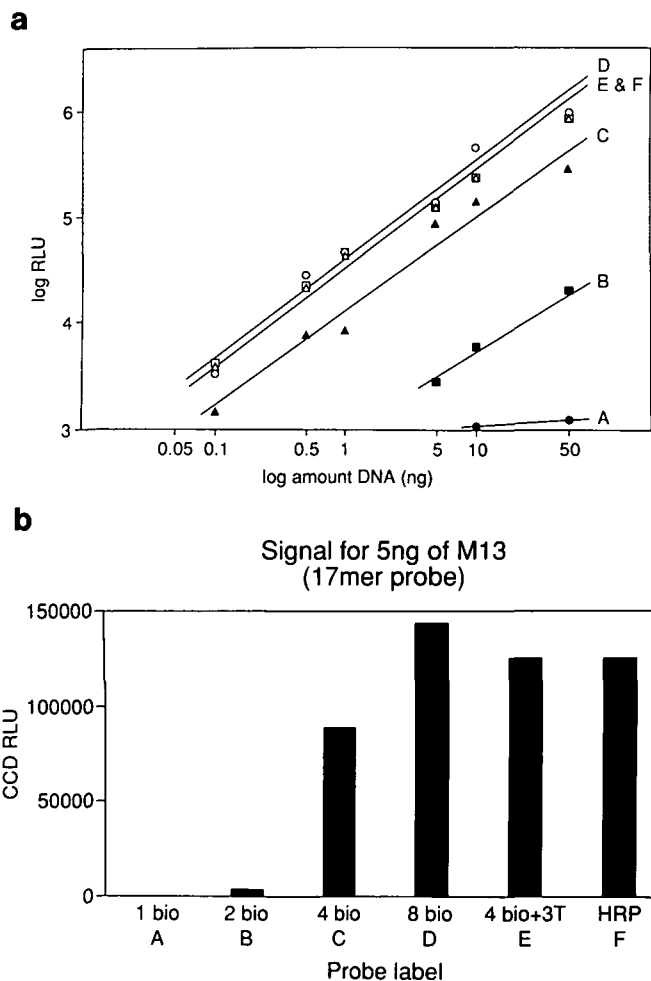 a
D
E & F
C
B
A
6
5
4
3
log RLU
0.05 0.1 0.5 1 5 10 50
log amount DNA (ng)
b
Signal for 5ng of M13
(17mer probe)
150000
100000
50000
0
CCD RLU
1 bio 2 bio 4 bio 8 bio 4 bio+3T HRP
A B C D E F
Probe label